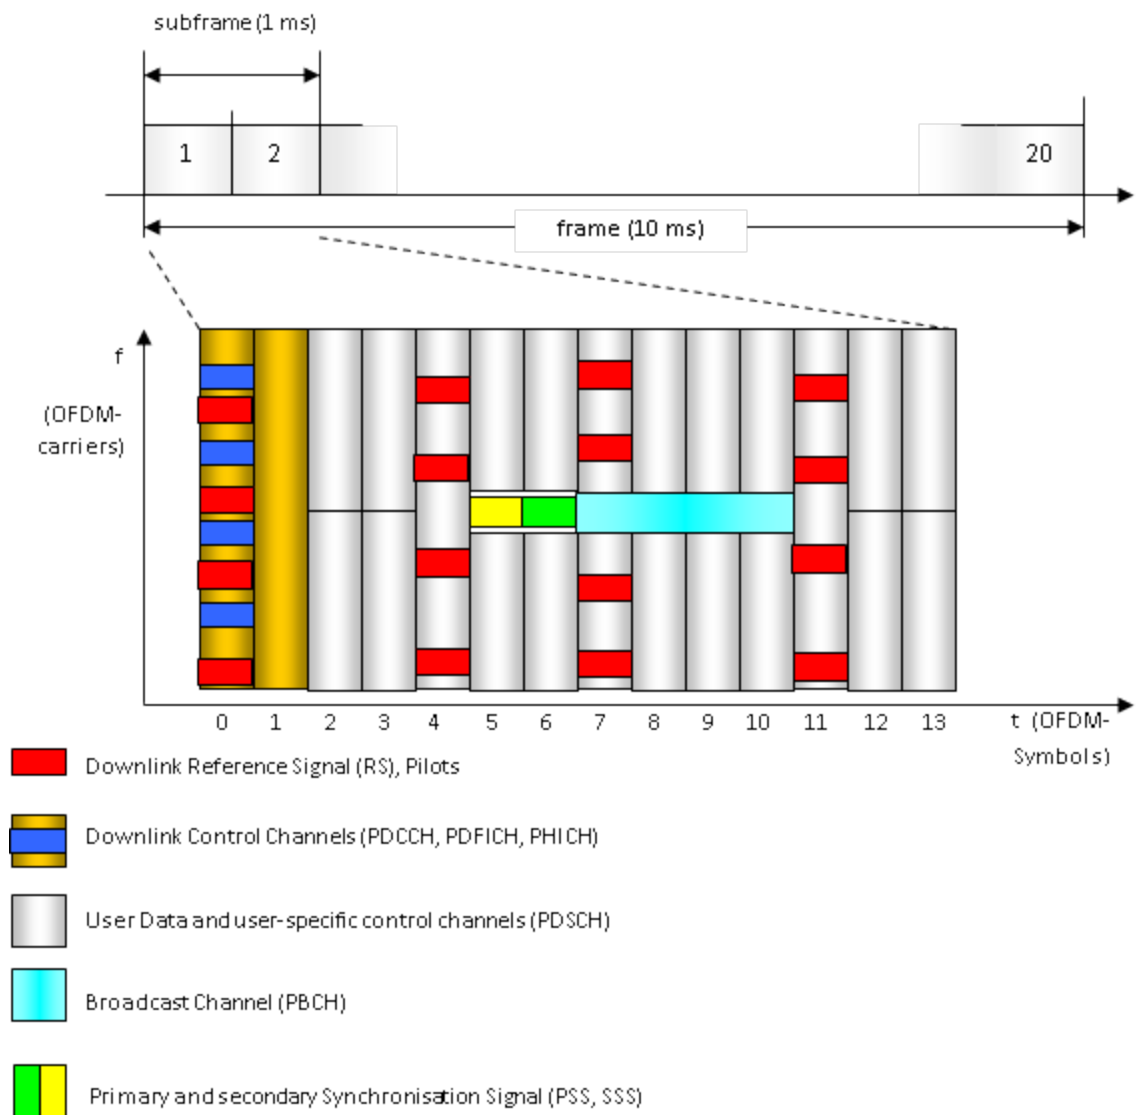 subframe (1 ms)
1 2 20
frame (10 ms)
f
(OFDM-
carriers)
0 1 2 3 4 5 6 7 8 9 10 11 12 13
t (OFDM-
Symbols)
Downlink Reference Signal (RS), Pilots
Downlink Control Channels (PDCCH, PDFICH, PHICH)
User Data and user-specific control channels (PDSCH)
Broadcast Channel (PBCH)
Primary and secondary Synchronisation Signal (PSS, SSS)